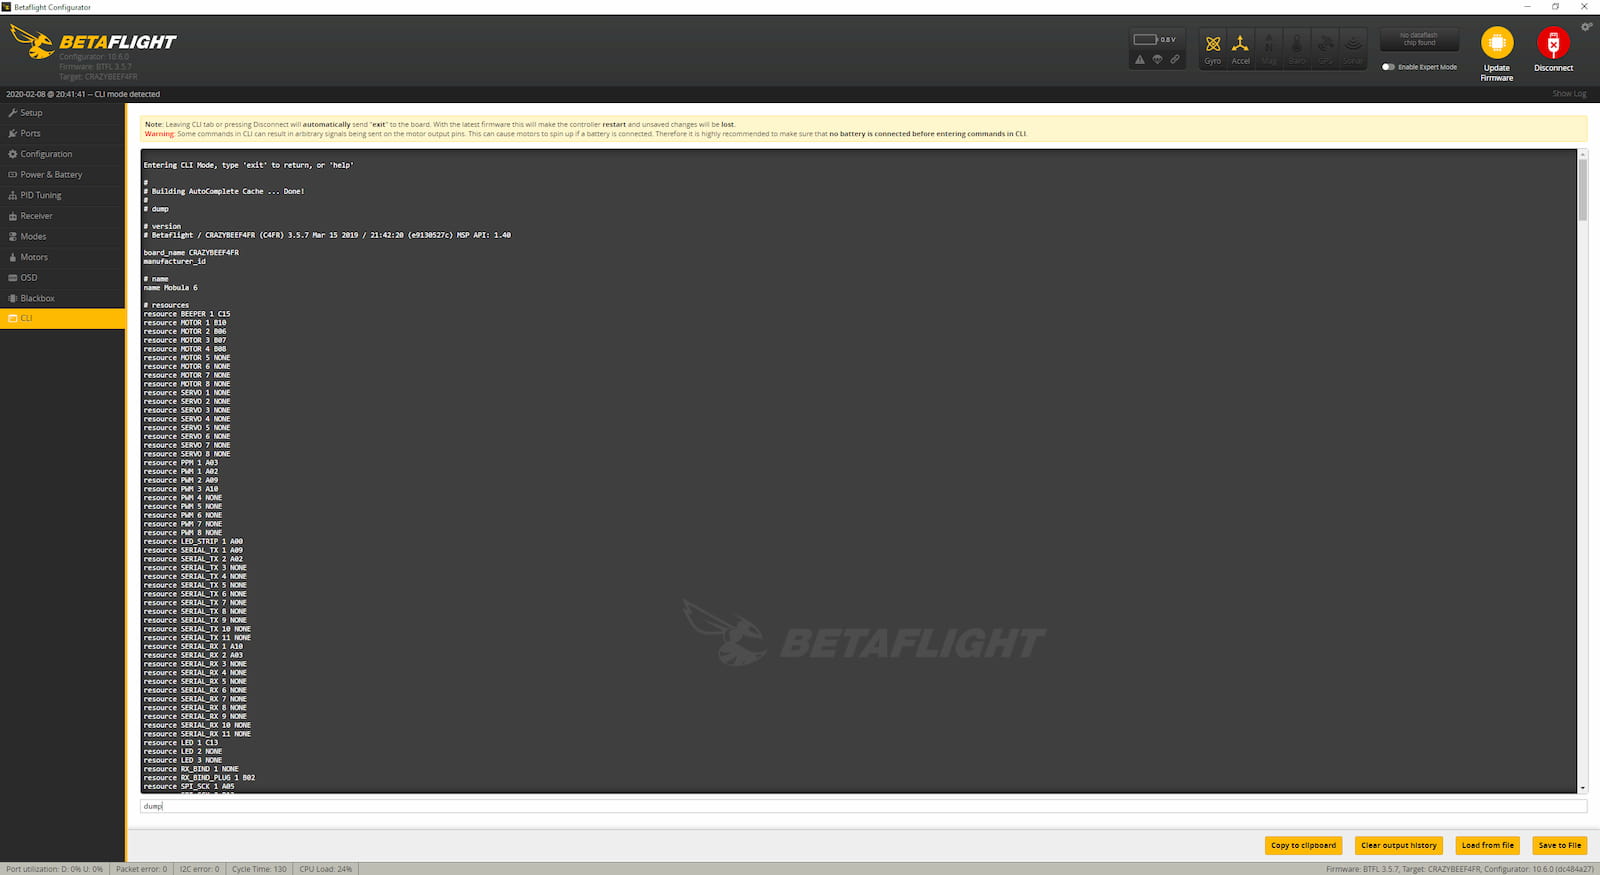 Betaflight Configurator
BETAFLIGHT
Configurator: 10.6.0
Firmware: BTFL 3.5.7
Target: CRAZYBEEF4FR
0.8 V
Gyro Accel Mag Baro GPS Sonar
No dataflash
chip found
Enable Expert Mode
Update
Firmware
Disconnect
2020-02-08 @ 20:41:41 -- CLI mode detected
Show Log
Setup
Ports
Configuration
Power & Battery
PID Tuning
Receiver
Modes
Motors
OSD
Blackbox
CLI
Note: Leaving CLI tab or pressing Disconnect will automatically send "exit" to the board. With the latest firmware this will make the controller restart and unsaved changes will be lost.
Warning: Some commands in CLI can result in arbitrary signals being sent on the motor output pins. This can cause motors to spin up if a battery is connected. Therefore it is highly recommended to make sure that no battery is connected before entering commands in CLI.
Entering CLI Mode, type 'exit' to return, or 'help'
#
# Building AutoComplete Cache ... Done!
#
# dump
# version
# Betaflight / CRAZYBEEF4FR (C4FR) 3.5.7 Mar 15 2019 / 21:42:20 (e9130527c) MSP API: 1.40
board_name CRAZYBEEF4FR
manufacturer_id
# name
name Mobula 6
# resources
resource BEEPER 1 C15
resource MOTOR 1 B10
resource MOTOR 2 B06
resource MOTOR 3 B07
resource MOTOR 4 B08
resource MOTOR 5 NONE
resource MOTOR 6 NONE
resource MOTOR 7 NONE
resource MOTOR 8 NONE
resource SERVO 1 NONE
resource SERVO 2 NONE
resource SERVO 3 NONE
resource SERVO 4 NONE
resource SERVO 5 NONE
resource SERVO 6 NONE
resource SERVO 7 NONE
resource SERVO 8 NONE
resource PPM 1 A03
resource PWM 1 A02
resource PWM 2 A09
resource PWM 3 A10
resource PWM 4 NONE
resource PWM 5 NONE
resource PWM 6 NONE
resource PWM 7 NONE
resource PWM 8 NONE
resource LED_STRIP 1 A00
resource SERIAL_TX 1 A09
resource SERIAL_TX 2 A02
resource SERIAL_TX 3 NONE
resource SERIAL_TX 4 NONE
resource SERIAL_TX 5 NONE
resource SERIAL_TX 6 NONE
resource SERIAL_TX 7 NONE
resource SERIAL_TX 8 NONE
resource SERIAL_TX 9 NONE
resource SERIAL_TX 10 NONE
resource SERIAL_TX 11 NONE
resource SERIAL_RX 1 A10
resource SERIAL_RX 2 A03
resource SERIAL_RX 3 NONE
resource SERIAL_RX 4 NONE
resource SERIAL_RX 5 NONE
resource SERIAL_RX 6 NONE
resource SERIAL_RX 7 NONE
resource SERIAL_RX 8 NONE
resource SERIAL_RX 9 NONE
resource SERIAL_RX 10 NONE
resource SERIAL_RX 11 NONE
resource LED 1 C13
resource LED 2 NONE
resource LED 3 NONE
resource RX_BIND 1 NONE
resource RX_BIND_PLUG 1 B02
resource SPI_SCK 1 A05
BETAFLIGHT
dump
Copy to clipboard
Clear output history
Load from file
Save to File
Port utilization: D: 0% U: 0%
Packet error: 0
I2C error: 0
Cycle Time: 130
CPU Load: 24%
Firmware: BTFL 3.5.7, Target: CRAZYBEEF4FR, Configurator: 10.6.0 (dc484a27)